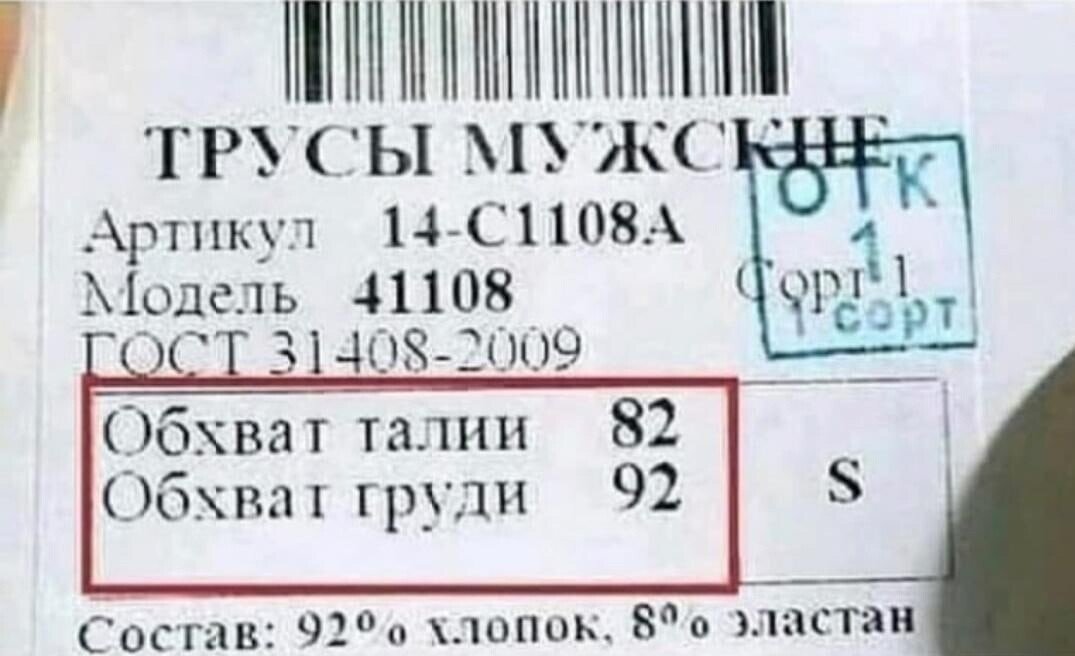 ТРУСЫ МУЖСКИЕ
Артикул 14-С1108А
Модель 41108 Сорт 1
ГОСТ 31408-2009
ОТК
1
1 сорт
Обхват талии 82
Обхват груди 92
S
Состав: 92% хлопок, 8% эластан